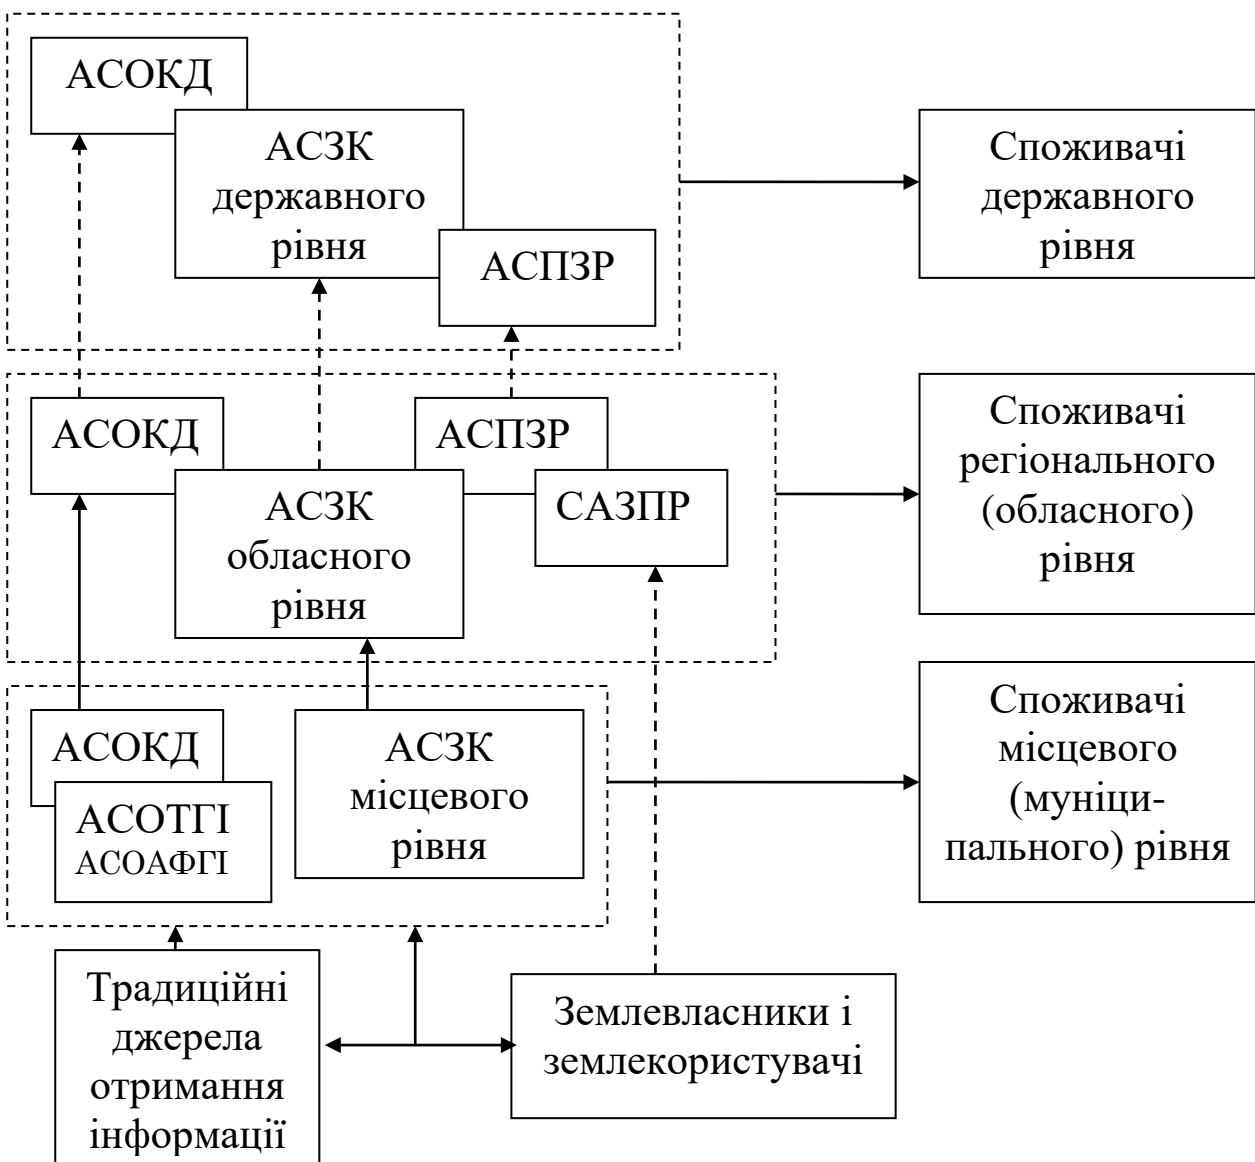 АСОКД
АСЗК
державного
рівня
АСПЗР
Споживачі
державного
рівня
АСОКД
АСПЗР
АСЗК
обласного
рівня
САЗПР
Споживачі
регіонального
(обласного)
рівня
АСОКД
АСОТГІ
АСОАФГІ
АСЗК
місцевого
рівня
Споживачі
місцевого
(муніци-
пального) рівня
Традиційні
джерела
отримання
інформації
Землевласники і
землекористувачі